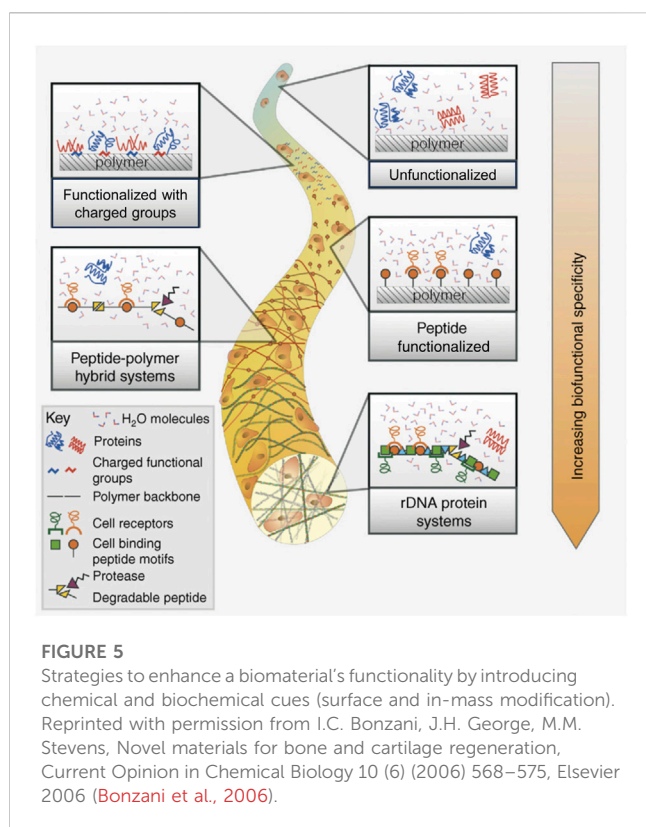 polymer
Functionalized with
charged groups
polymer
Unfunctionalized
Peptide-polymer
hybrid systems
polymer
Peptide
functionalized
rDNA protein
systems
Increasing biofunctional specificity
Key
H₂O molecules
Proteins
Charged functional
groups
Polymer backbone
Cell receptors
Cell binding
peptide motifs
Protease
Degradable peptide
FIGURE 5
Strategies to enhance a biomaterial's functionality by introducing
chemical and biochemical cues (surface and in-mass modification).
Reprinted with permission from I.C. Bonzani, J.H. George, M.M.
Stevens, Novel materials for bone and cartilage regeneration,
Current Opinion in Chemical Biology 10 (6) (2006) 568–575, Elsevier
2006 (Bonzani et al., 2006).